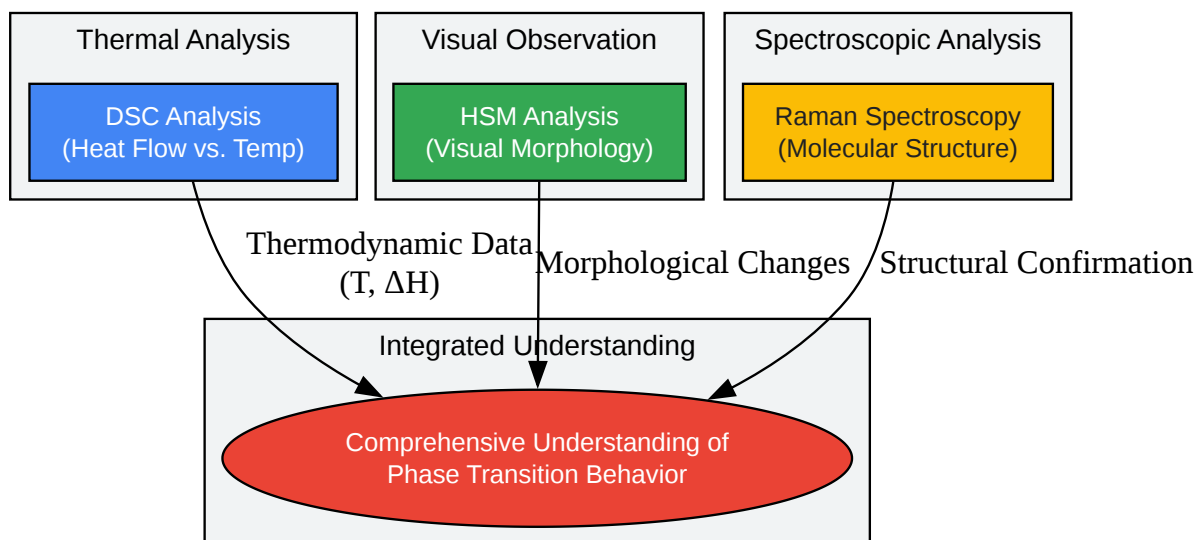 Thermal Analysis
Visual Observation
Spectroscopic Analysis
DSC Analysis
(Heat Flow vs. Temp)
HSM Analysis
(Visual Morphology)
Raman Spectroscopy
(Molecular Structure)
Thermodynamic Data
(T, ΔH)
Morphological Changes
Structural Confirmation
Integrated Understanding
Comprehensive Understanding of
Phase Transition Behavior